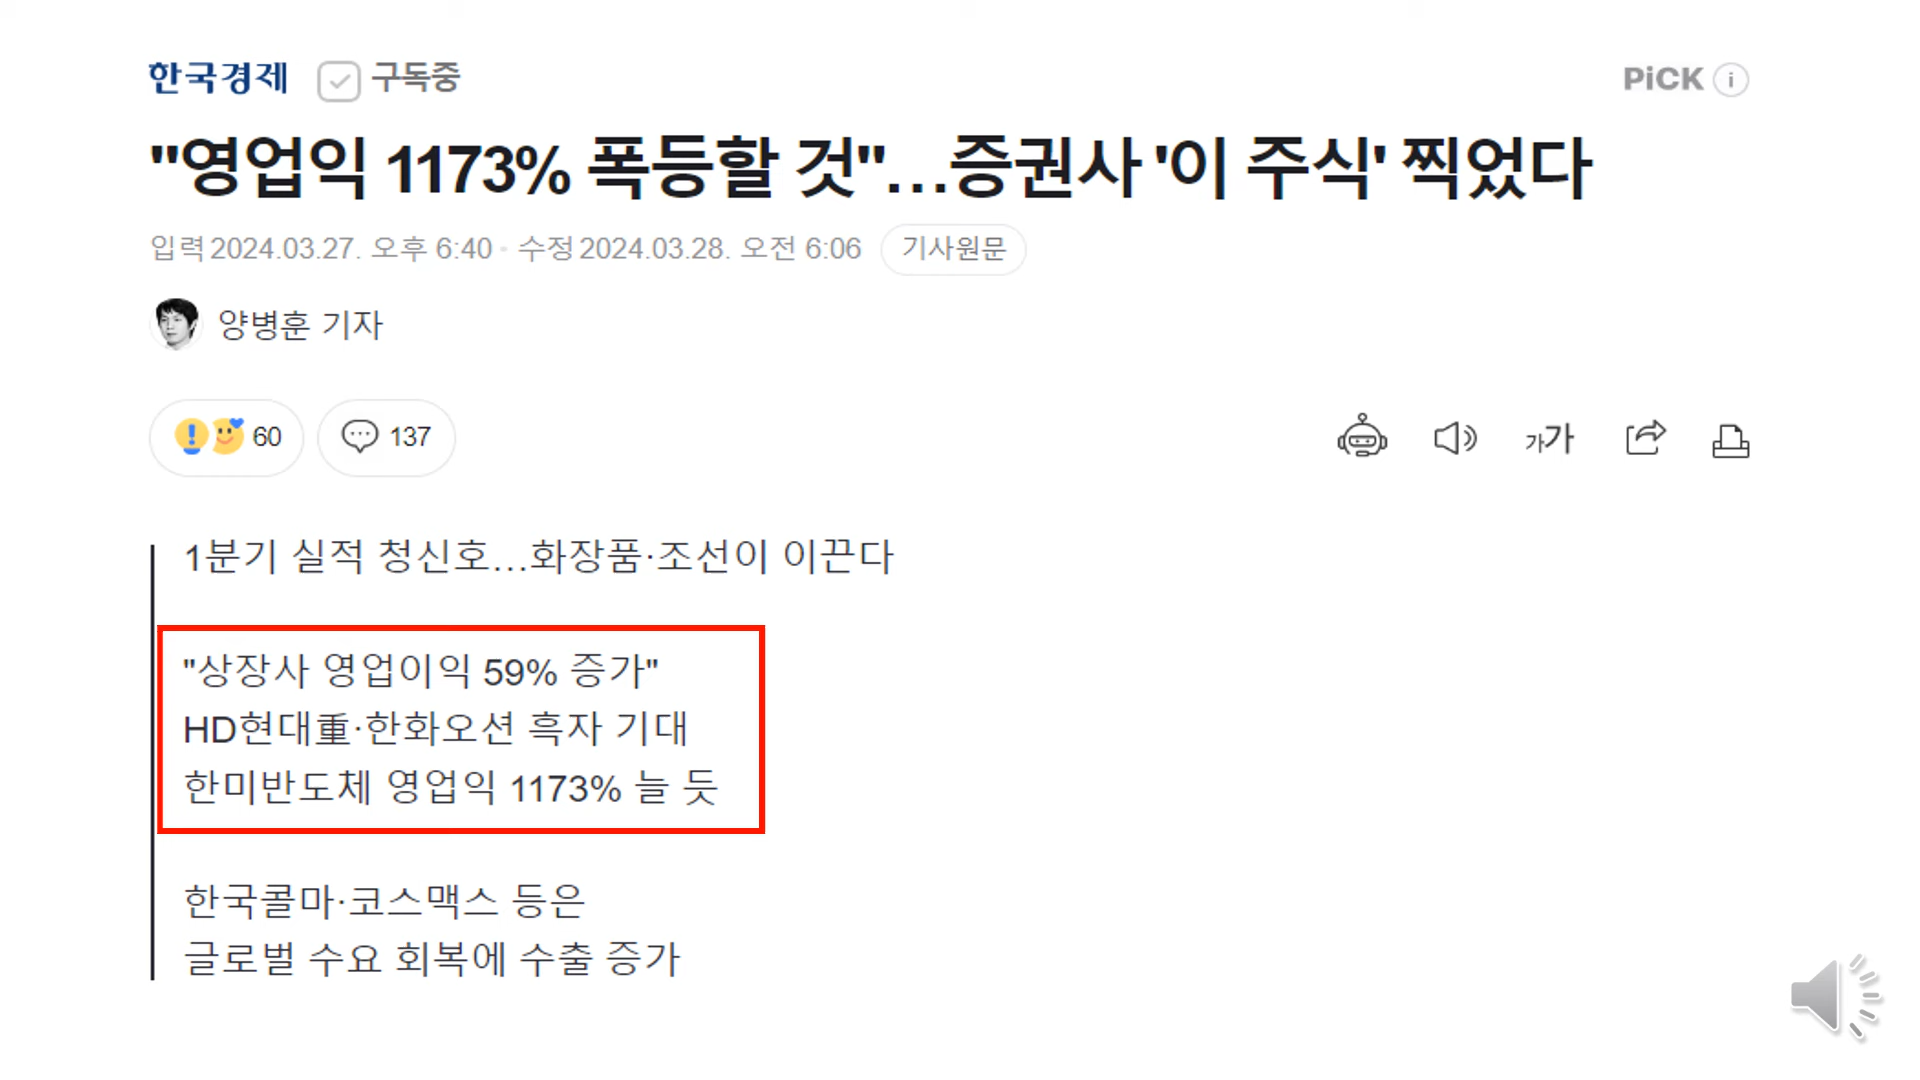 한국경제 구독중 PiCK i
"영업익 1173% 폭등할 것"...증권사 '이 주식' 찍었다
입력 2024.03.27. 오후 6:40 · 수정 2024.03.28. 오전 6:06 기사원문
양병훈 기자
60 137 가가
1분기 실적 청신호...화장품·조선이 이끈다
"상장사 영업이익 59% 증가"
HD현대重·한화오션 흑자 기대
한미반도체 영업익 1173% 늘 듯
한국콜마·코스맥스 등은
글로벌 수요 회복에 수출 증가